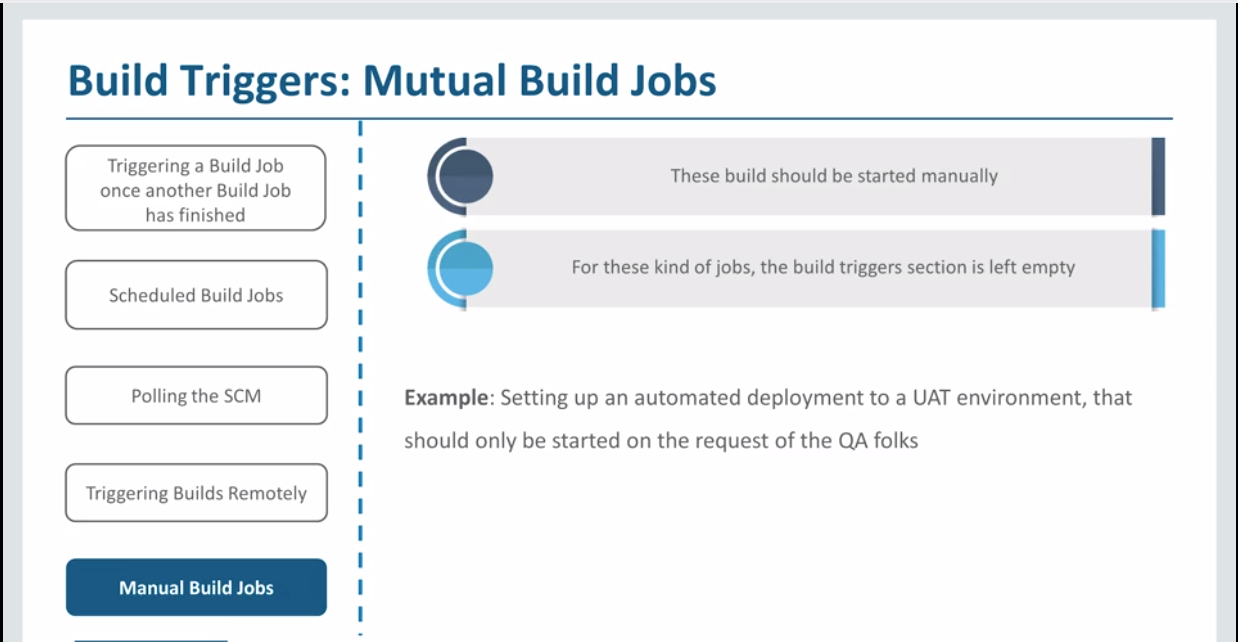 Build Triggers: Mutual Build Jobs
Triggering a Build Job
once another Build Job
has finished
Scheduled Build Jobs
Polling the SCM
Triggering Builds Remotely
Manual Build Jobs
These build should be started manually
For these kind of jobs, the build triggers section is left empty
Example: Setting up an automated deployment to a UAT environment, that
should only be started on the request of the QA folks